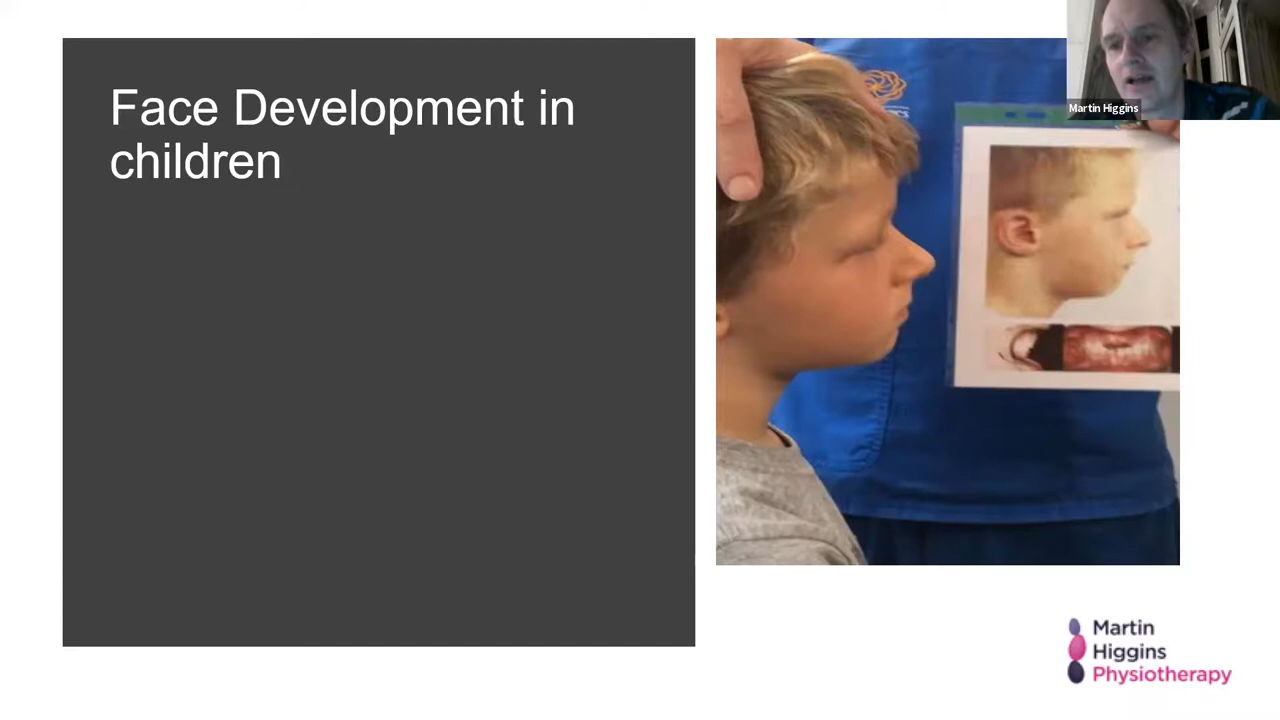 Face Development in
children
Martin Higgins
Martin
Higgins
Physiotherapy